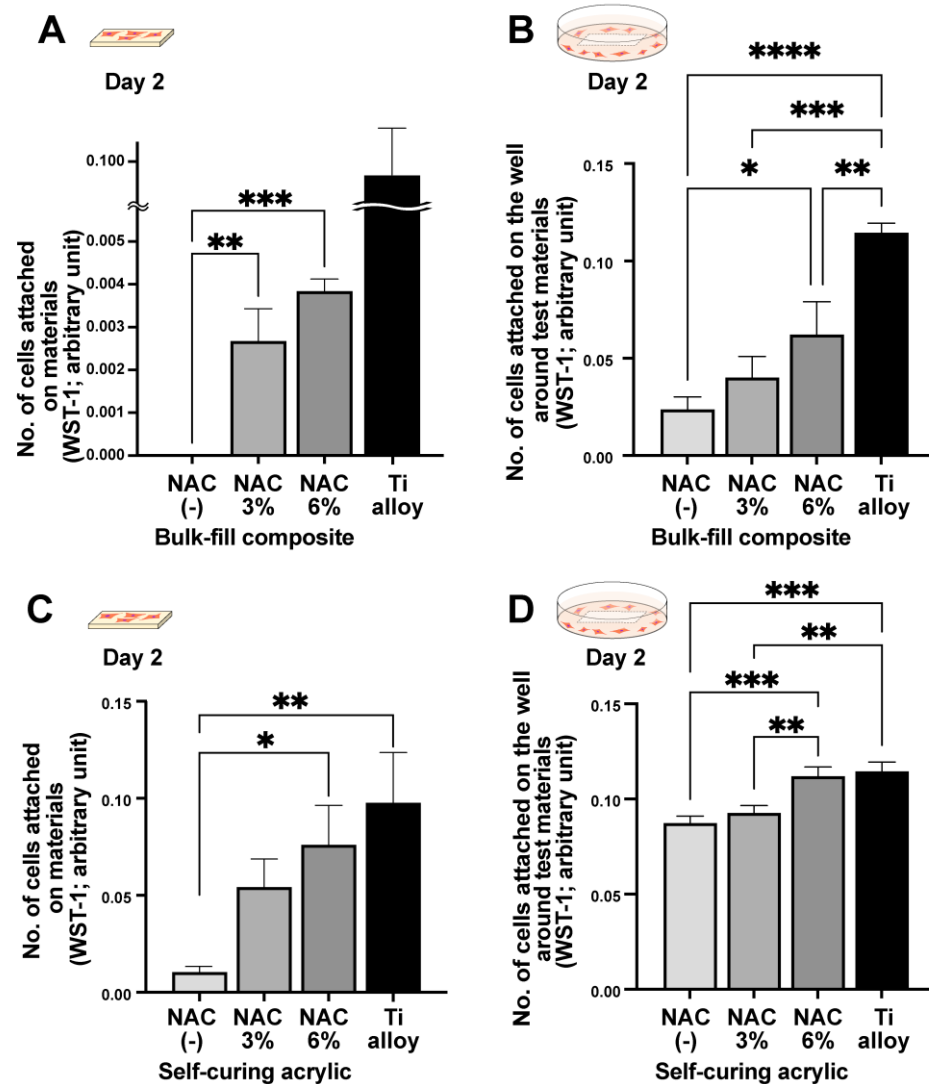 A
Day 2
No. of cells attached
on materials
(WST-1; arbitrary unit)
0.100
0.005
0.004
0.003
0.002
0.001
0.000
***
**
NAC NAC NAC Ti
(-) 3% 6% alloy
Bulk-fill composite
B
Day 2
No. of cells attached on the well
around test materials
(WST-1; arbitrary unit)
0.15
0.10
0.05
0.00
****
***
* **
NAC NAC NAC Ti
(-) 3% 6% alloy
Bulk-fill composite
C
Day 2
No. of cells attached
on materials
(WST-1; arbitrary unit)
0.15
0.10
0.05
0.00
**
*
NAC NAC NAC Ti
(-) 3% 6% alloy
Self-curing acrylic
D
Day 2
No. of cells attached on the well
around test materials
(WST-1; arbitrary unit)
0.15
0.10
0.05
0.00
***
**
***
**
NAC NAC NAC Ti
(-) 3% 6% alloy
Self-curing acrylic